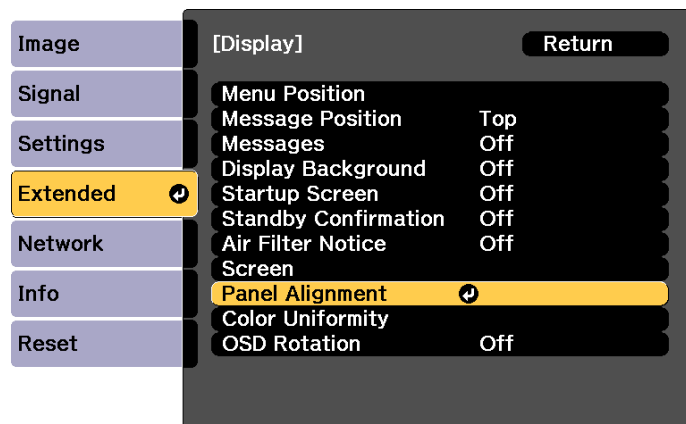 Image
Signal
Settings
Extended
Network
Info
Reset
[Display]
Return
Menu Position
Message Position Top
Messages Off
Display Background Off
Startup Screen Off
Standby Confirmation Off
Air Filter Notice Off
Screen
Panel Alignment
Color Uniformity
OSD Rotation Off